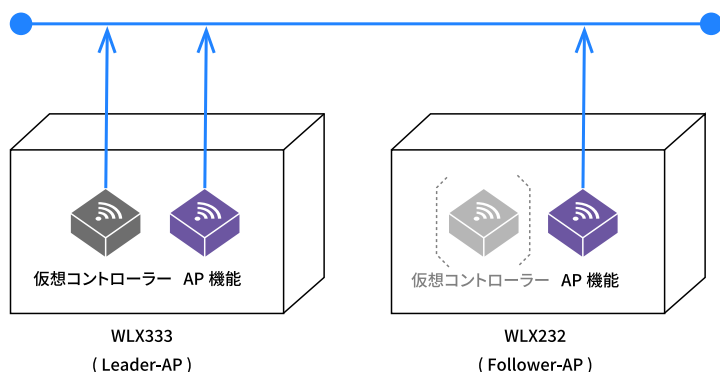 仮想コントローラー AP 機能
仮想コントローラー AP 機能
WLX333
( Leader-AP )
WLX232
( Follower-AP )